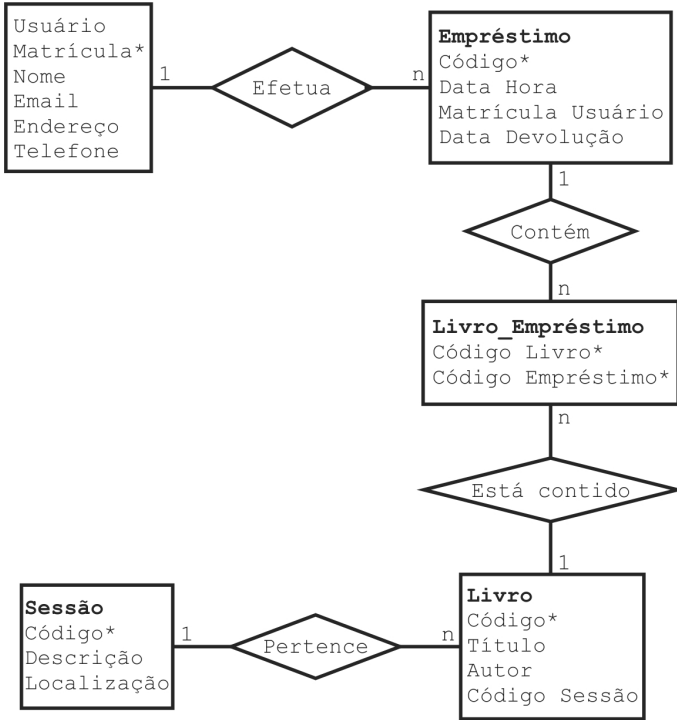 Usuário
Matrícula*
Nome
Email
Endereço
Telefone
1
Efetua
n
Empréstimo
Código*
Data Hora
Matrícula Usuário
Data Devolução
1
Contém
n
Livro_Empréstimo
Código Livro*
Código Empréstimo*
n
Está contido
1
Sessão
Código*
Descrição
Localização
1
Pertence
n
Livro
Código*
Título
Autor
Código Sessão